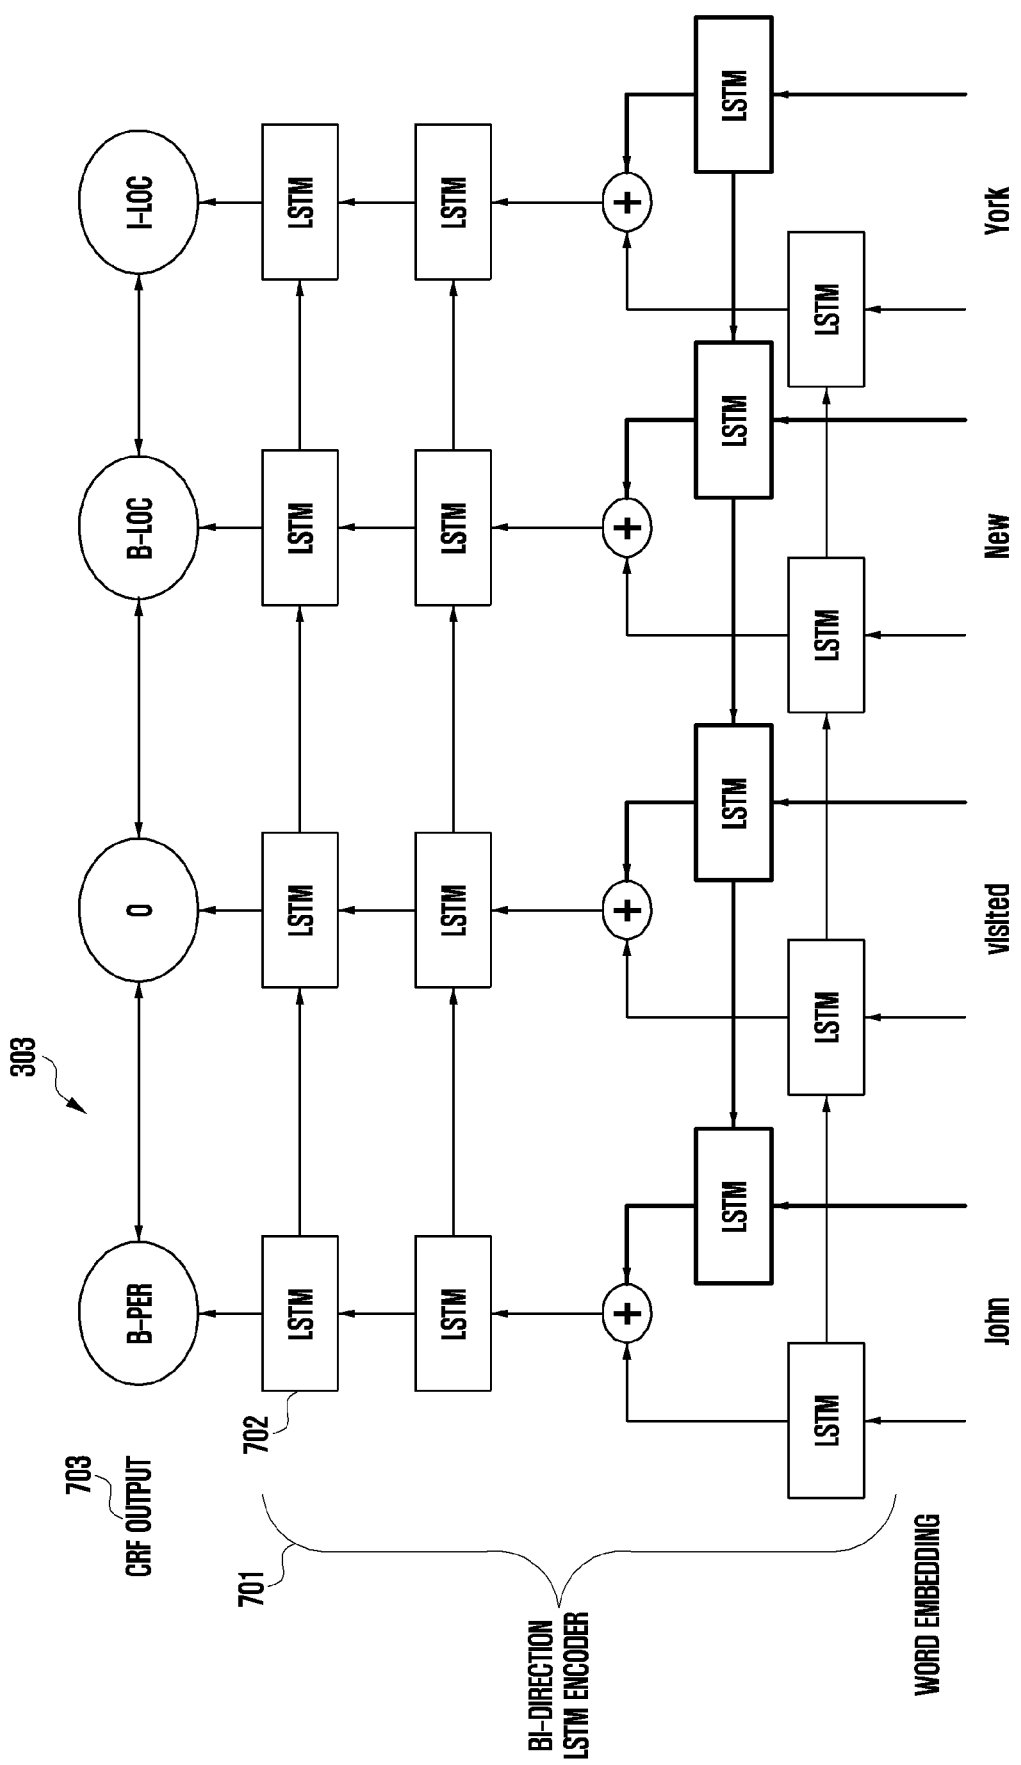 303
703
CRF OUTPUT
B-PER
O
B-LOC
I-LOC
702
LSTM
LSTM
LSTM
LSTM
701
LSTM
LSTM
LSTM
LSTM
BI-DIRECTION
LSTM ENCODER
+
+
+
+
LSTM
LSTM
LSTM
LSTM
LSTM
LSTM
LSTM
LSTM
WORD EMBEDDING
John
visited
New
York